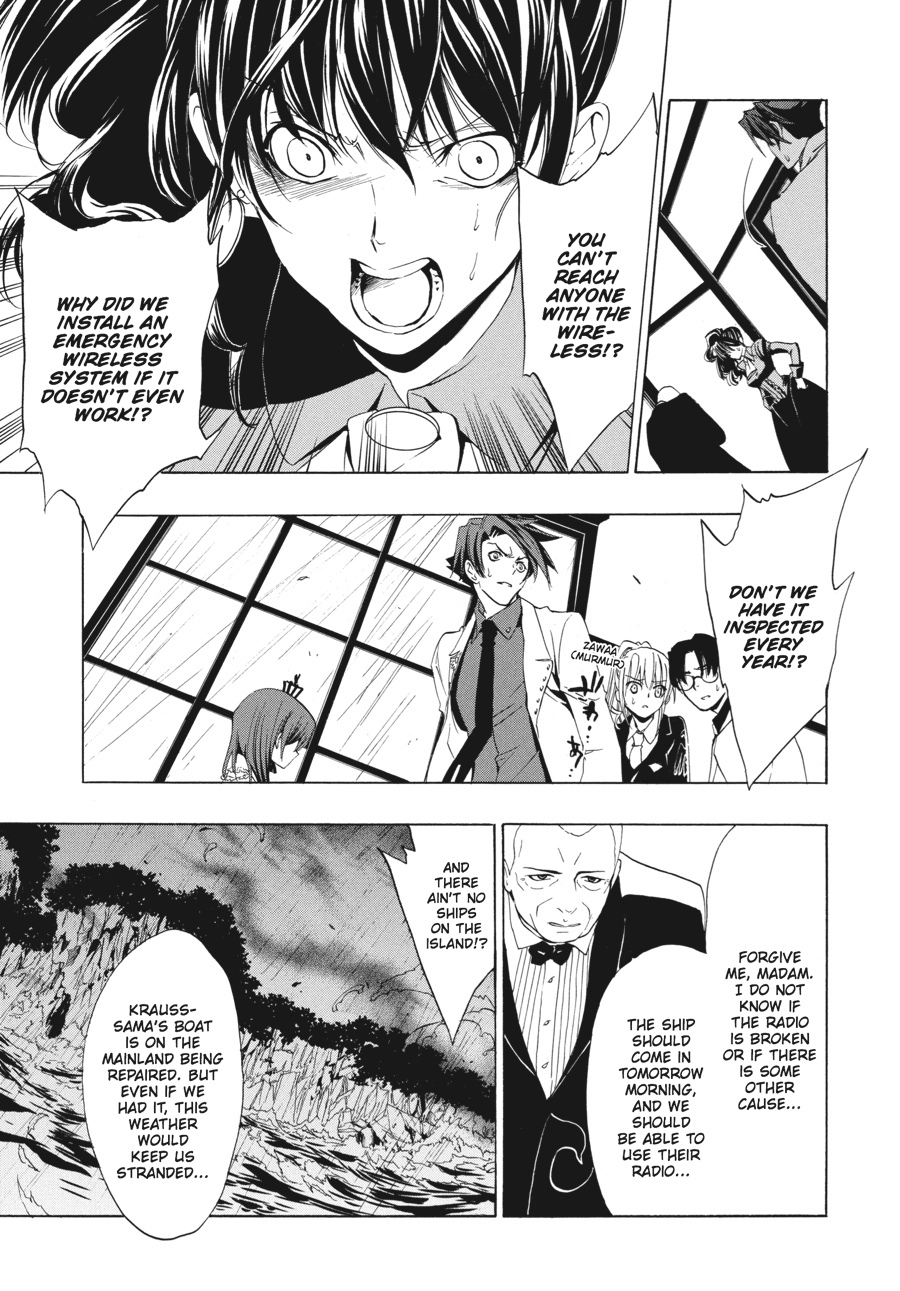 YOU
CAN'T
REACH
ANYONE
WITH THE
WIRE-
LESS!?
WHY DID WE
INSTALL AN
EMERGENCY
WIRELESS
SYSTEM IF IT
DOESN'T EVEN
WORK!?
DON'T WE
HAVE IT
INSPECTED
EVERY
YEAR!?
ZAWAA
(MURMUR)
FORGIVE
ME, MADAM.
I DO NOT
KNOW IF
THE RADIO
IS BROKEN
OR IF THERE
IS SOME
OTHER
CAUSE...
THE SHIP
SHOULD
COME IN
TOMORROW
MORNING,
AND WE
SHOULD
BE ABLE TO
USE THEIR
RADIO...
AND
THERE
AIN'T NO
SHIPS
ON THE
ISLAND!?
KRAUSS-
SAMA'S BOAT
IS ON THE
MAINLAND BEING
REPAIRED. BUT
EVEN IF WE
HAD IT, THIS
WEATHER
WOULD
KEEP US
STRANDED...